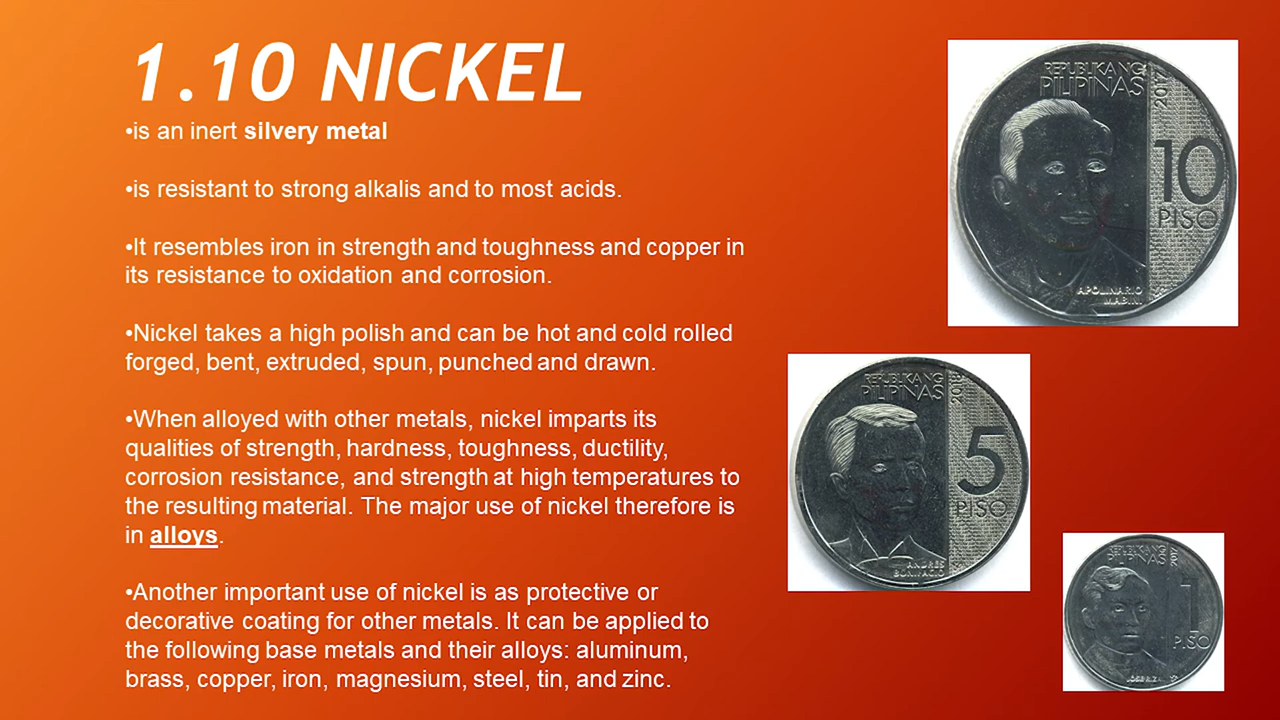 1.10 NICKEL
•is an inert silvery metal
•is resistant to strong alkalis and to most acids.
•It resembles iron in strength and toughness and copper in
its resistance to oxidation and corrosion.
•Nickel takes a high polish and can be hot and cold rolled
forged, bent, extruded, spun, punched and drawn.
•When alloyed with other metals, nickel imparts its
qualities of strength, hardness, toughness, ductility,
corrosion resistance, and strength at high temperatures to
the resulting material. The major use of nickel therefore is
in alloys.
•Another important use of nickel is as protective or
decorative coating for other metals. It can be applied to
the following base metals and their alloys: aluminum,
brass, copper, iron, magnesium, steel, tin, and zinc.
REPUBLIKA NG
PILIPINAS
2017
10
PISO
APOLINARIO
MABINI
REPUBLIKA NG
PILIPINAS
5
PISO
ANDRES
BONIFACIO
REPUBLIKA NG
PILIPINAS
1
PISO